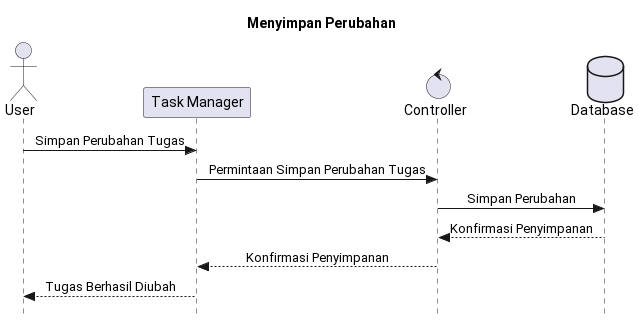 Menyimpan Perubahan
User
Task Manager
Controller
Database
Simpan Perubahan Tugas
Permintaan Simpan Perubahan Tugas
Simpan Perubahan
Konfirmasi Penyimpanan
Konfirmasi Penyimpanan
Tugas Berhasil Diubah